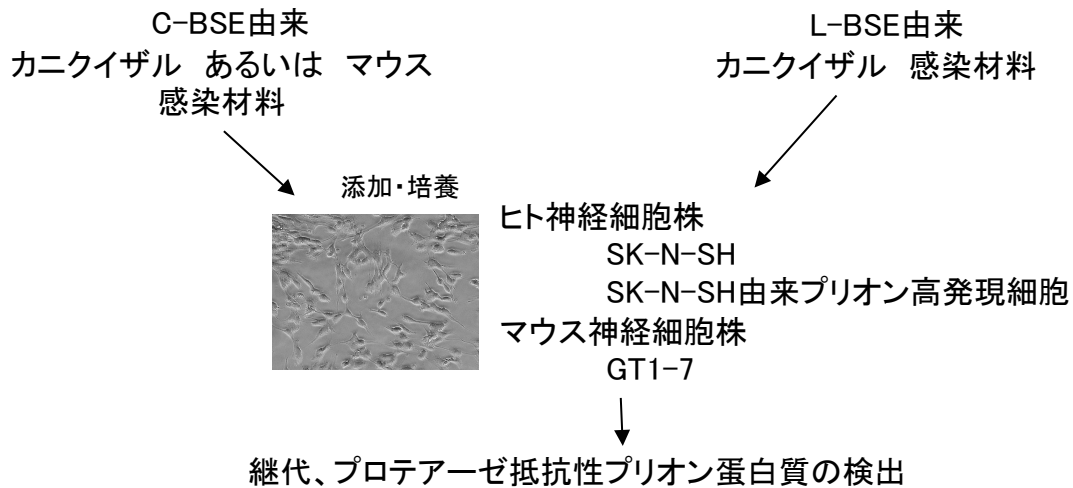 C-BSE由来
カニクイザル　あるいは　マウス
感染材料
L-BSE由来
カニクイザル　感染材料
添加・培養
ヒト神経細胞株
SK-N-SH
SK-N-SH由来プリオン高発現細胞
マウス神経細胞株
GT1-7
継代、プロテアーゼ抵抗性プリオン蛋白質の検出